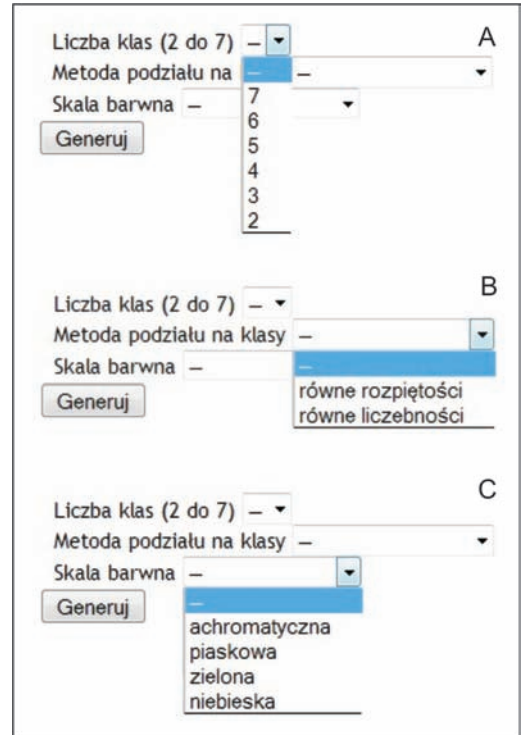 A
Liczba klas (2 do 7) –
Metoda podziału na – –
Skala barwna – 7
6
Generuj 5
4
3
2
B
Liczba klas (2 do 7) –
Metoda podziału na klasy –
Skala barwna – –
Generuj równe rozpiętości
równe liczebności
C
Liczba klas (2 do 7) –
Metoda podziału na klasy –
Skala barwna –
Generuj –
achromatyczna
piaskowa
zielona
niebieska